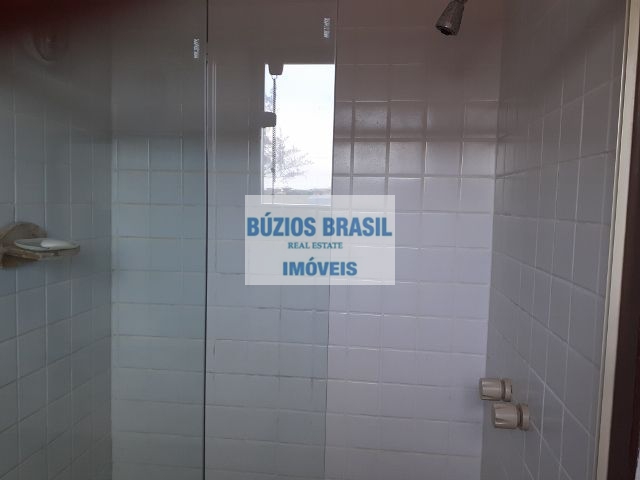 BÚZIOS BRASIL
REAL ESTATE
IMÓVEIS